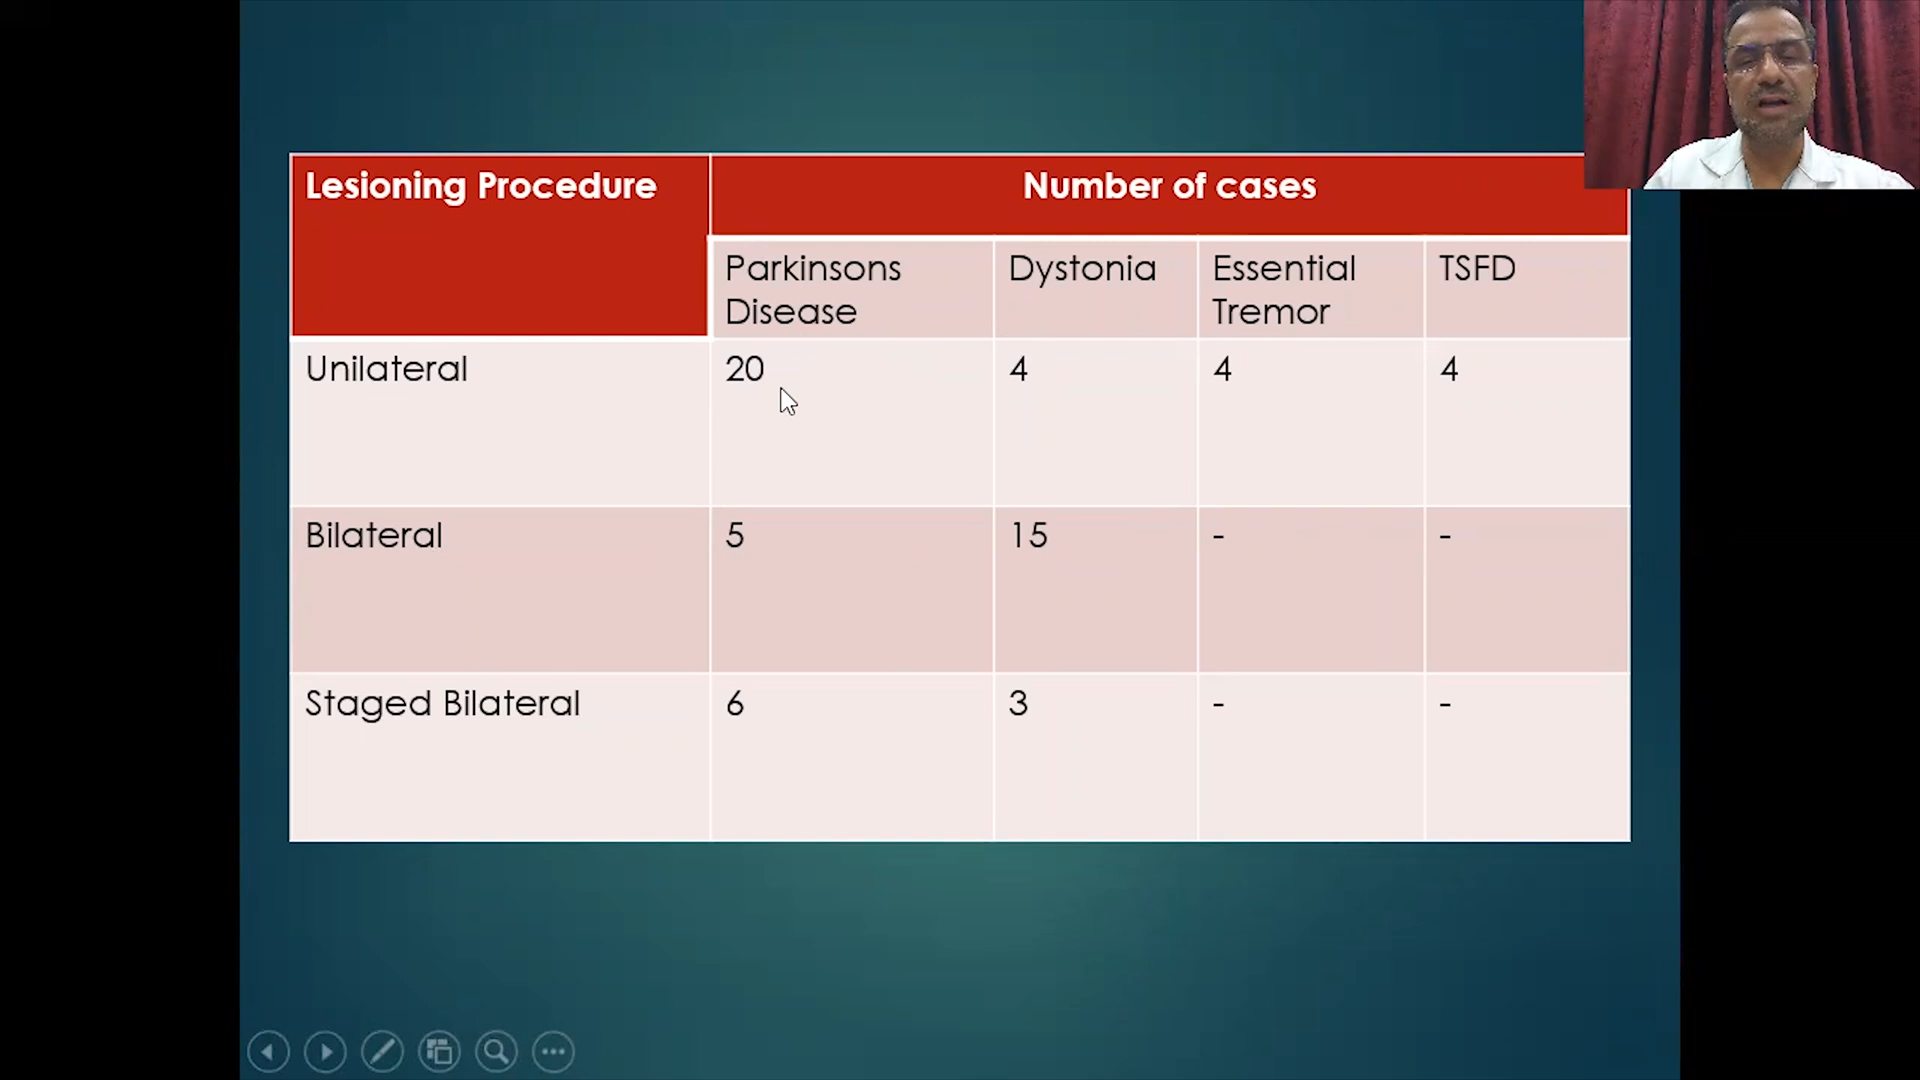 Lesioning Procedure
Number of cases
Parkinsons
Disease
Dystonia
Essential
Tremor
TSFD
Unilateral
20
4
4
4
Bilateral
5
15
-
-
Staged Bilateral
6
3
-
-